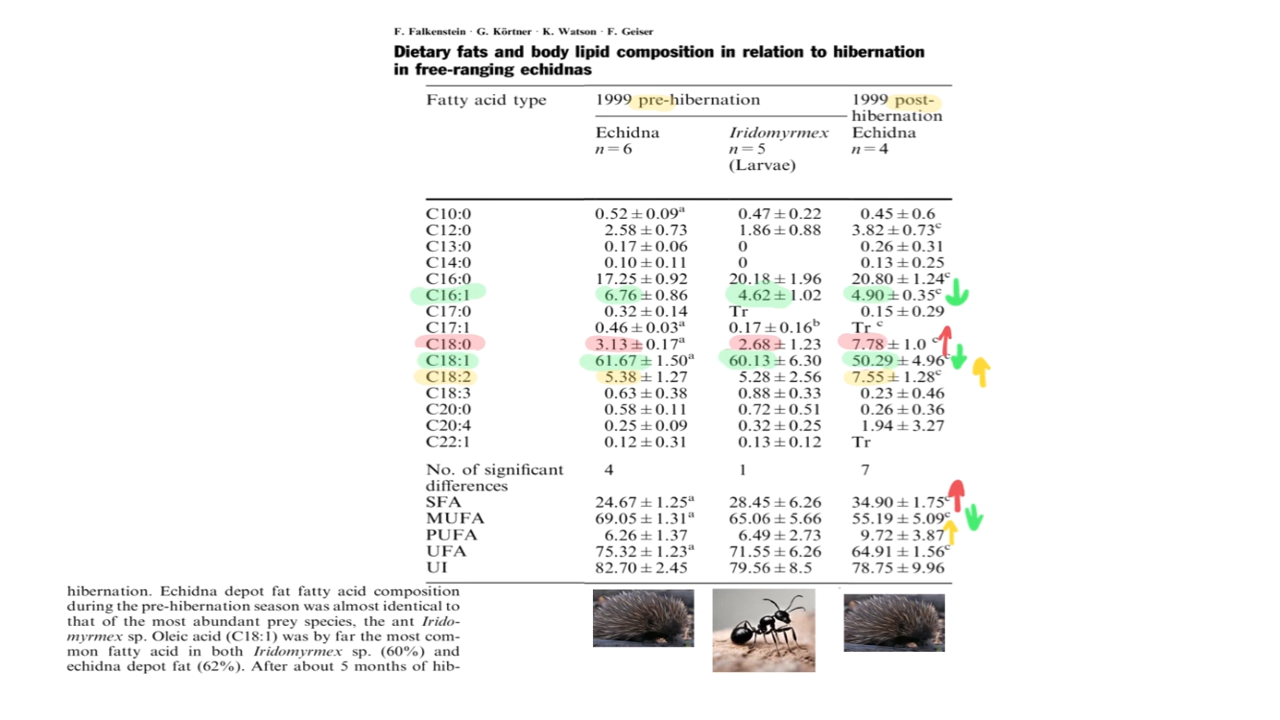 F. Falkenstein · G. Körtner · K. Watson · F. Geiser
Dietary fats and body lipid composition in relation to hibernation
in free-ranging echidnas
Fatty acid type 1999 pre-hibernation 1999 post-
hibernation
Echidna Iridomyrmex Echidna
n=6 n=5 n=4
(Larvae)
C10:0 0.52±0.09a 0.47±0.22 0.45±0.6
C12:0 2.58±0.73 1.86±0.88 3.82±0.73c
C13:0 0.17±0.06 0 0.26±0.31
C14:0 0.10±0.11 0 0.13±0.25
C16:0 17.25±0.92 20.18±1.96 20.80±1.24c
C16:1 6.76±0.86 4.62±1.02 4.90±0.35c
C17:0 0.32±0.14 Tr 0.15±0.29
C17:1 0.46±0.03a 0.17±0.16b Tr c
C18:0 3.13±0.17a 2.68±1.23 7.78±1.0 c
C18:1 61.67±1.50a 60.13±6.30 50.29±4.96c
C18:2 5.38±1.27 5.28±2.56 7.55±1.28c
C18:3 0.63±0.38 0.88±0.33 0.23±0.46
C20:0 0.58±0.11 0.72±0.51 0.26±0.36
C20:4 0.25±0.09 0.32±0.25 1.94±3.27
C22:1 0.12±0.31 0.13±0.12 Tr
No. of significant 4 1 7
differences
SFA 24.67±1.25a 28.45±6.26 34.90±1.75c
MUFA 69.05±1.31a 65.06±5.66 55.19±5.09c
PUFA 6.26±1.37 6.49±2.73 9.72±3.87
UFA 75.32±1.23a 71.55±6.26 64.91±1.56c
UI 82.70±2.45 79.56±8.5 78.75±9.96
hibernation. Echidna depot fat fatty acid composition
during the pre-hibernation season was almost identical to
that of the most abundant prey species, the ant Irido-
myrmex sp. Oleic acid (C18:1) was by far the most com-
mon fatty acid in both Iridomyrmex sp. (60%) and
echidna depot fat (62%). After about 5 months of hib-